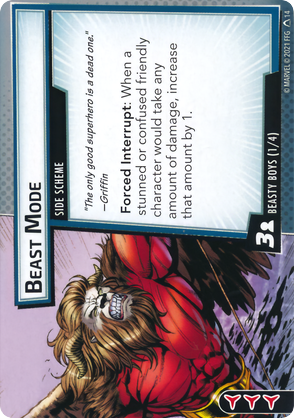 BEAST MODE
SIDE SCHEME
"The only good superhero is a dead one."
–Griffin
Forced Interrupt: When a
stunned or confused friendly
character would take any
amount of damage, increase
that amount by 1.
3
BEASTY BOYS (1/4)
© MARVEL © 2021 FFG 14